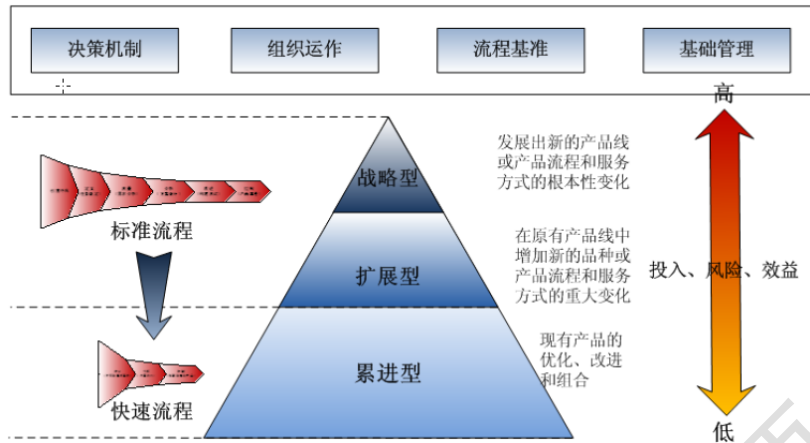 决策机制
组织运作
流程基准
基础管理
高
发展出新的产品线
或产品流程和服务
方式的根本性变化
战略型
标准流程
在原有产品线中
增加新的品种或
产品流程和服务
方式的重大变化
扩展型
投入、风险、效益
现有产品的
优化、改进
和组合
累进型
快速流程
低